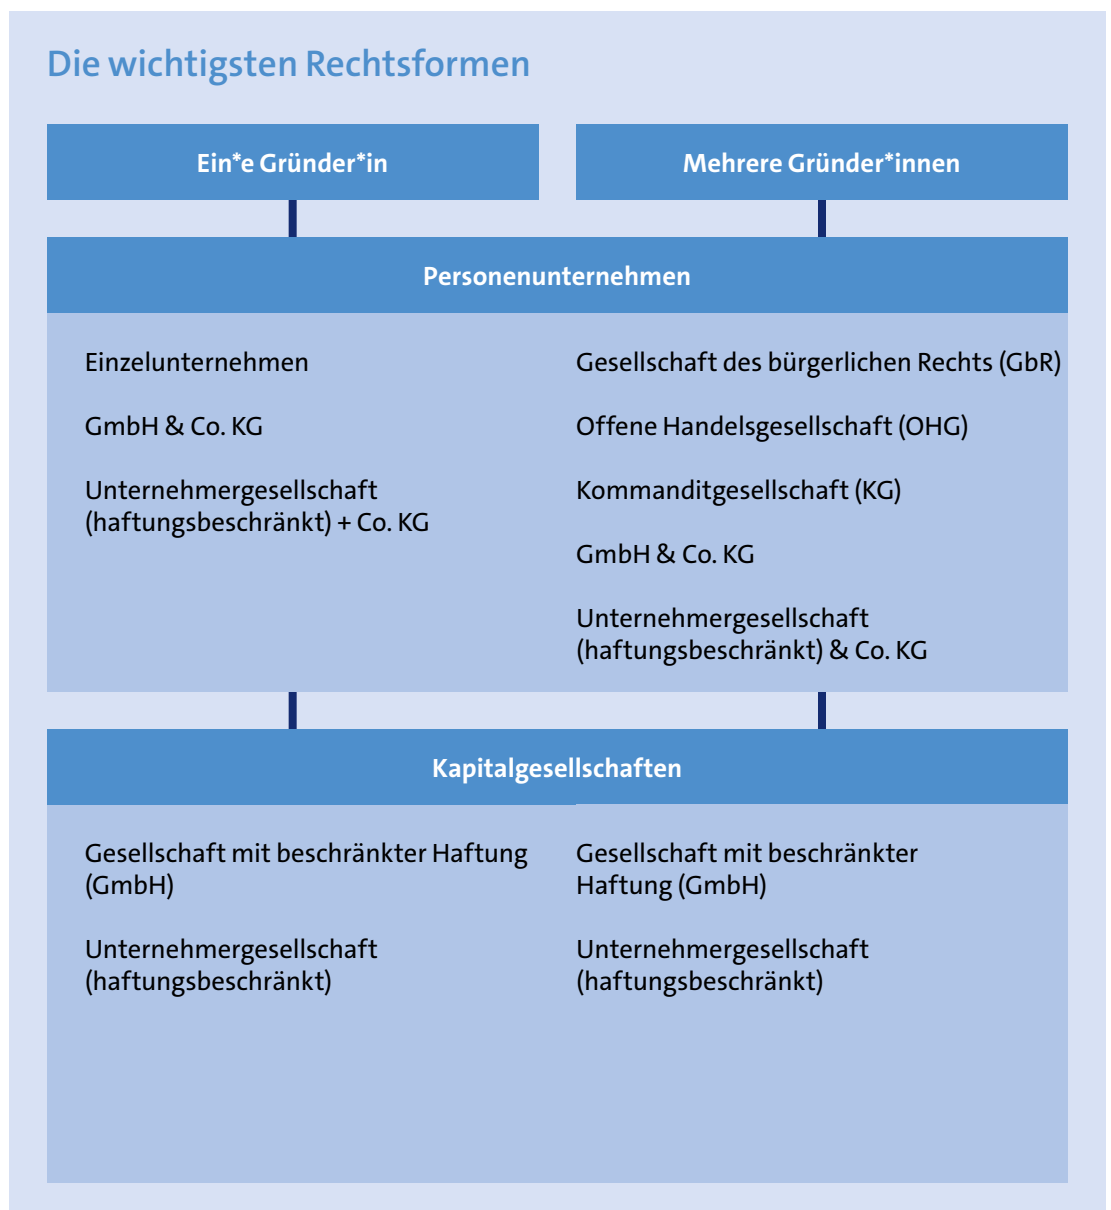 Die wichtigsten Rechtsformen
Ein*e Gründer*in
Mehrere Gründer*innen
Personenunternehmen
Einzelunternehmen
GmbH & Co. KG
Unternehmergesellschaft
(haftungsbeschränkt) + Co. KG
Gesellschaft des bürgerlichen Rechts (GbR)
Offene Handelsgesellschaft (OHG)
Kommanditgesellschaft (KG)
GmbH & Co. KG
Unternehmergesellschaft
(haftungsbeschränkt) & Co. KG
Kapitalgesellschaften
Gesellschaft mit beschränkter Haftung
(GmbH)
Unternehmergesellschaft
(haftungsbeschränkt)
Gesellschaft mit beschränkter
Haftung (GmbH)
Unternehmergesellschaft
(haftungsbeschränkt)